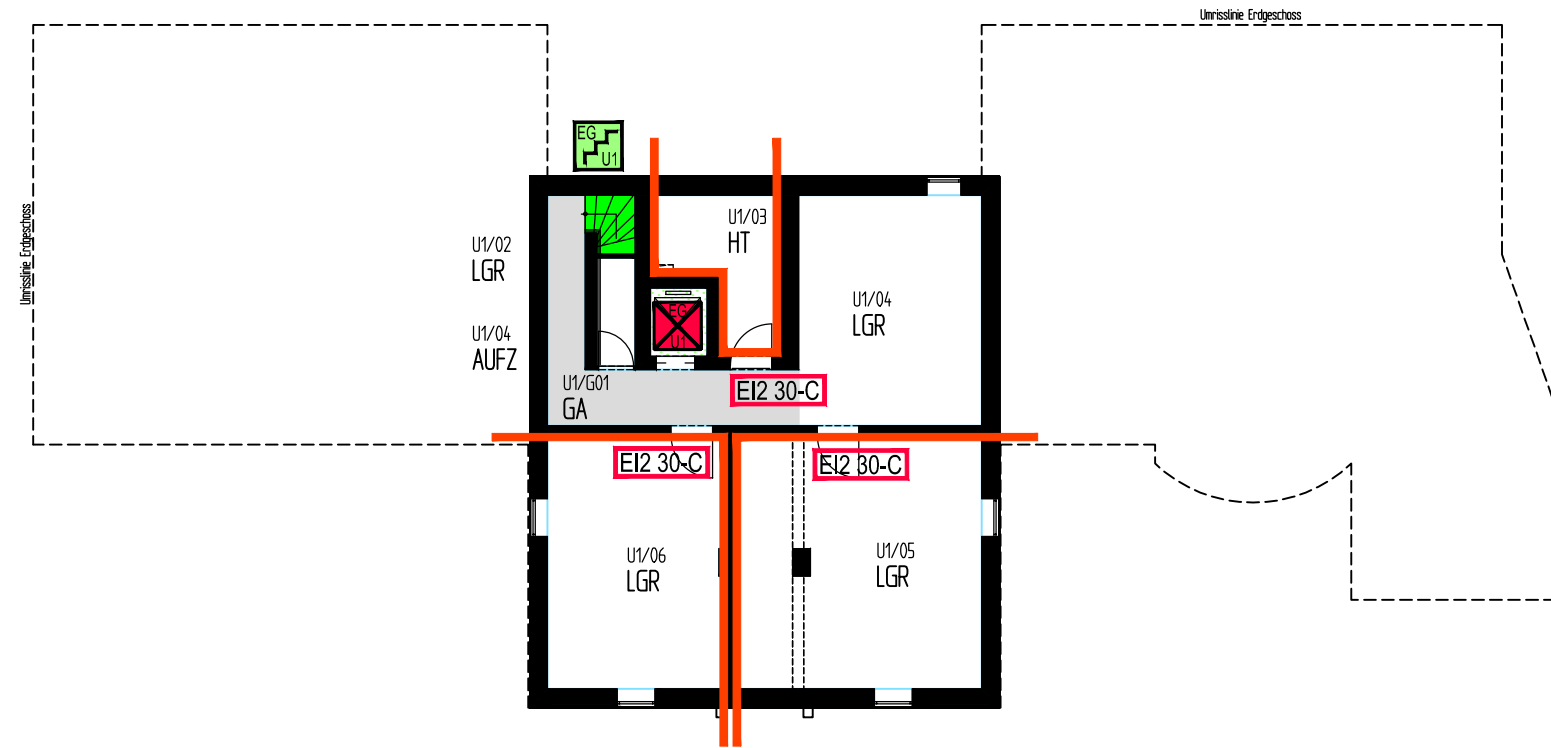 Umrisslinie Erdgeschoss
Umrisslinie Erdgeschoss
EG
U1
U1/02
LGR
U1/03
HT
U1/04
LGR
EG
U1
U1/04
AUFZ
U1/G01
GA
EI2 30-C
EI2 30-C
EI2 30-C
U1/06
LGR
U1/05
LGR